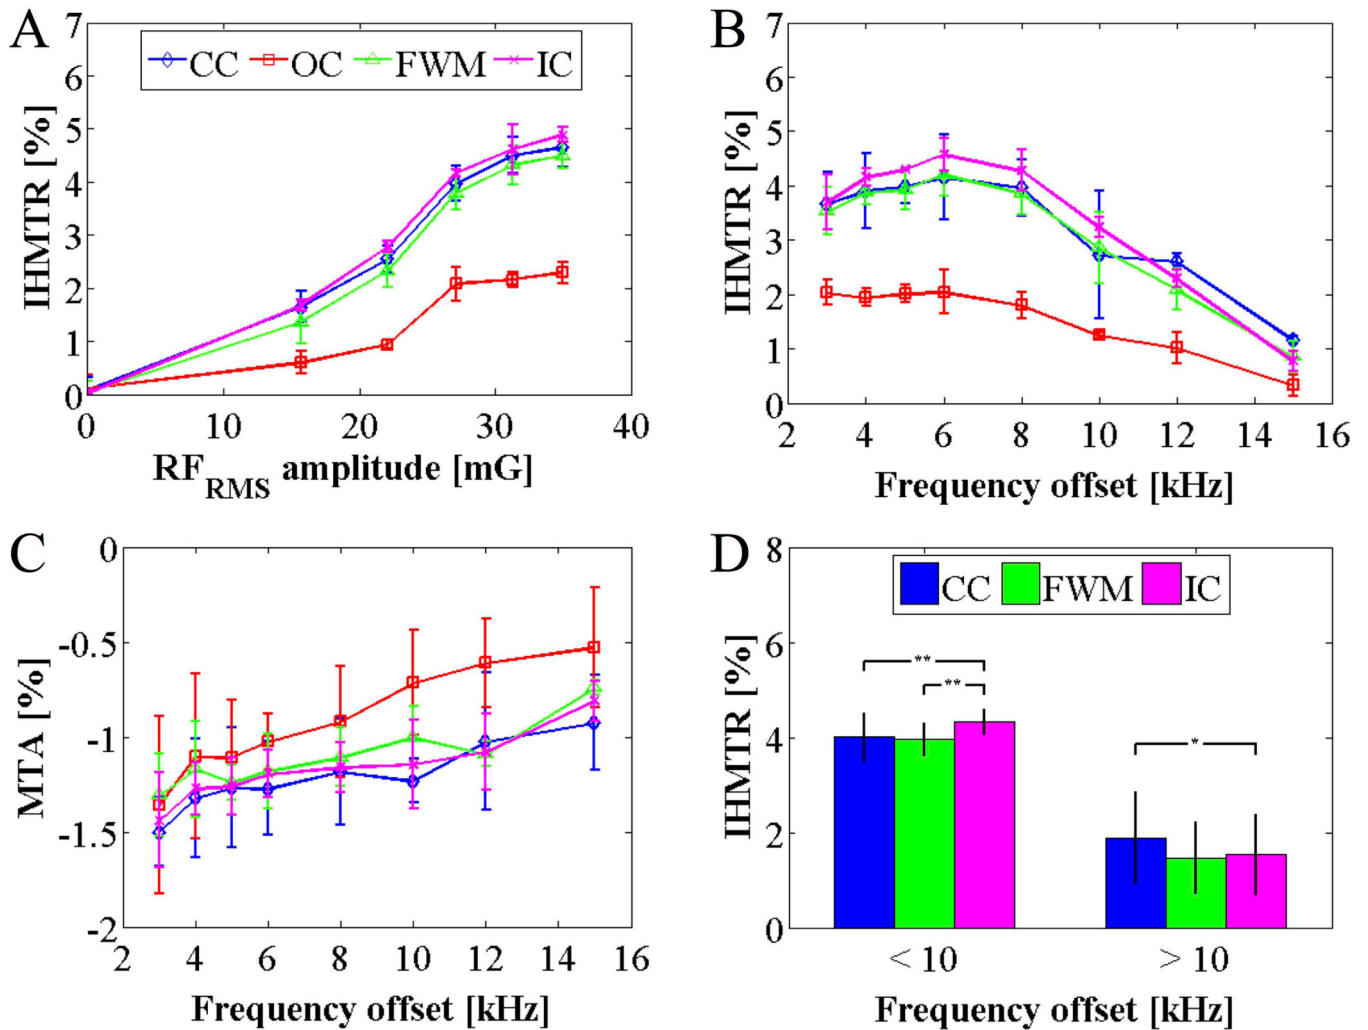 A
IHMTR [%]
7
6
5
4
3
2
1
0
CC OC FWM IC
0 10 20 30 40
RF_RMS amplitude [mG]
B
IHMTR [%]
7
6
5
4
3
2
1
0
2 4 6 8 10 12 14 16
Frequency offset [kHz]
C
MTA [%]
0
-0.5
-1
-1.5
-2
2 4 6 8 10 12 14 16
Frequency offset [kHz]
D
IHMTR [%]
8
6
4
2
0
CC FWM IC
**
**
*
< 10 > 10
Frequency offset [kHz]